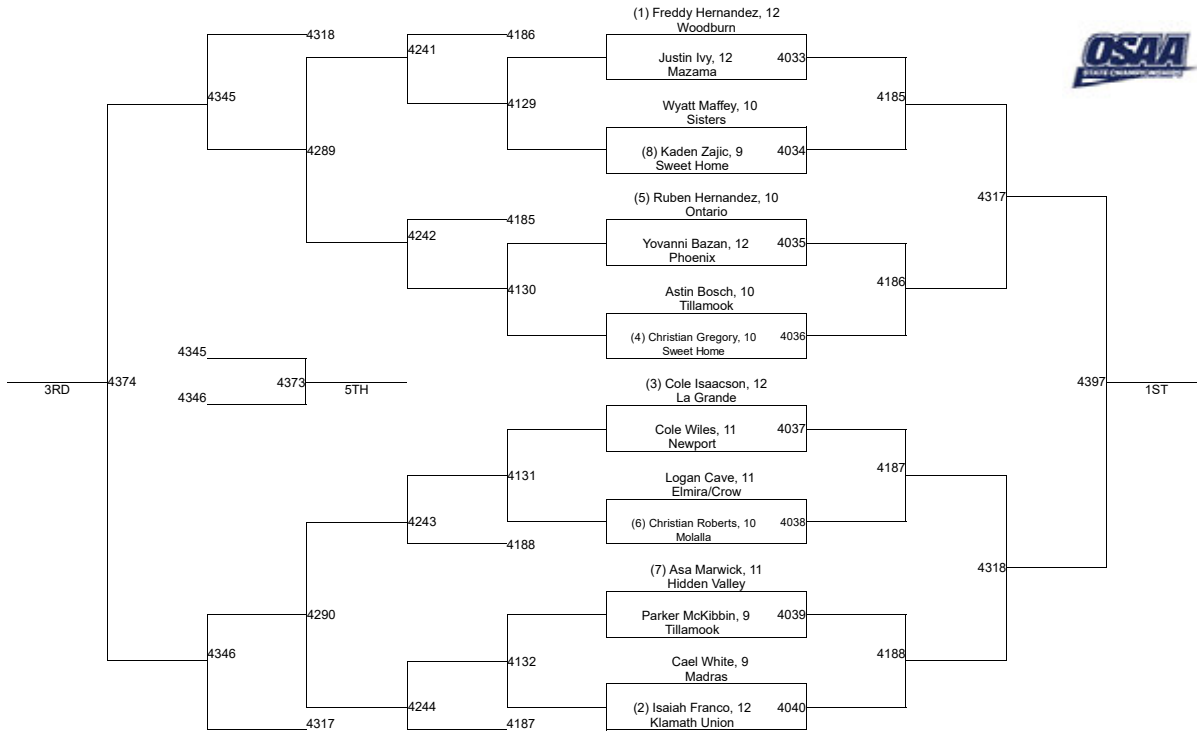 (1) Freddy Hernandez, 12
Woodburn
4318
4186
4241
Justin Ivy, 12
4033
Mazama
OSAA
STATE CHAMPIONSHIPS
4345
4129
Wyatt Maffey, 10
Sisters
4185
4289
(8) Kaden Zajic, 9
4034
Sweet Home
(5) Ruben Hernandez, 10
Ontario
4317
4185
4242
Yovanni Bazan, 12
4035
Phoenix
4130
Astin Bosch, 10
Tillamook
4186
(4) Christian Gregory, 10
4036
Sweet Home
4345
3RD
4374
4373
5TH
4346
(3) Cole Isaacson, 12
La Grande
4397
1ST
Cole Wiles, 11
4037
Newport
4131
Logan Cave, 11
Elmira/Crow
4187
4243
(6) Christian Roberts, 10
4038
Molalla
4188
(7) Asa Marwick, 11
Hidden Valley
4318
4290
Parker McKibbin, 9
4039
Tillamook
4346
4132
Cael White, 9
Madras
4188
4244
(2) Isaiah Franco, 12
4040
Klamath Union
4317
4187